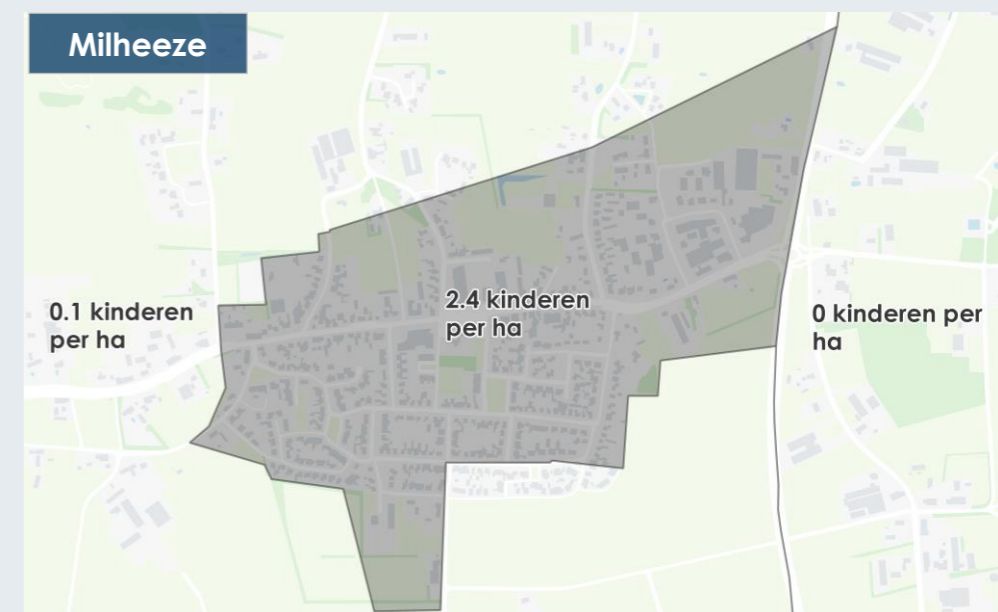 Milheeze
0.1 kinderen
per ha
2.4 kinderen
per ha
0 kinderen per
ha